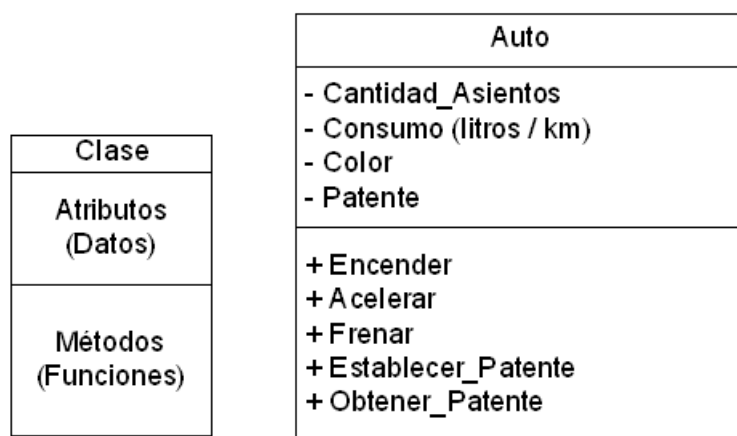 Clase
Atributos
(Datos)
Métodos
(Funciones)
Auto
- Cantidad_Asientos
- Consumo (litros / km)
- Color
- Patente
+ Encender
+ Acelerar
+ Frenar
+ Establecer_Patente
+ Obtener_Patente